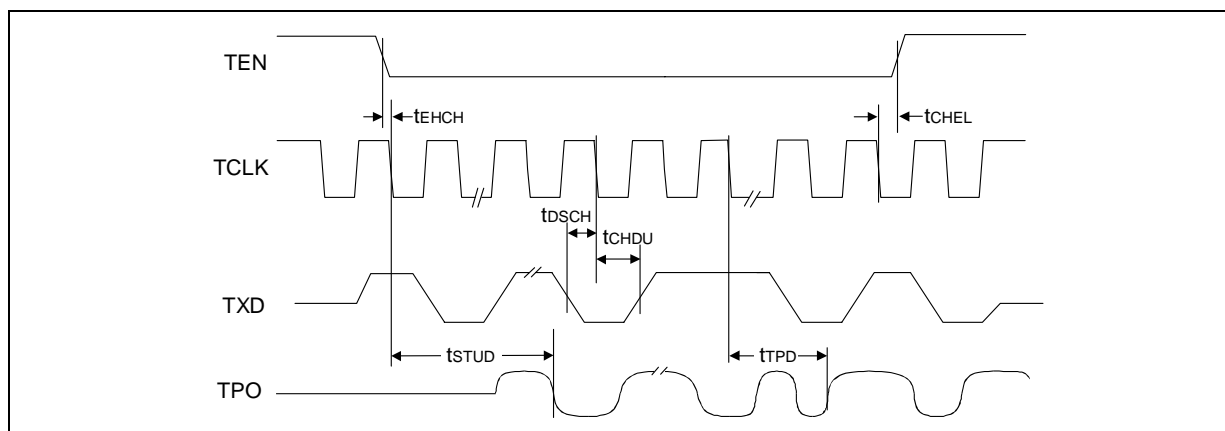 TEN
tEHCH
tCHEL
TCLK
tDSCH
tCHDU
TXD
tSTUD
tTPD
TPO